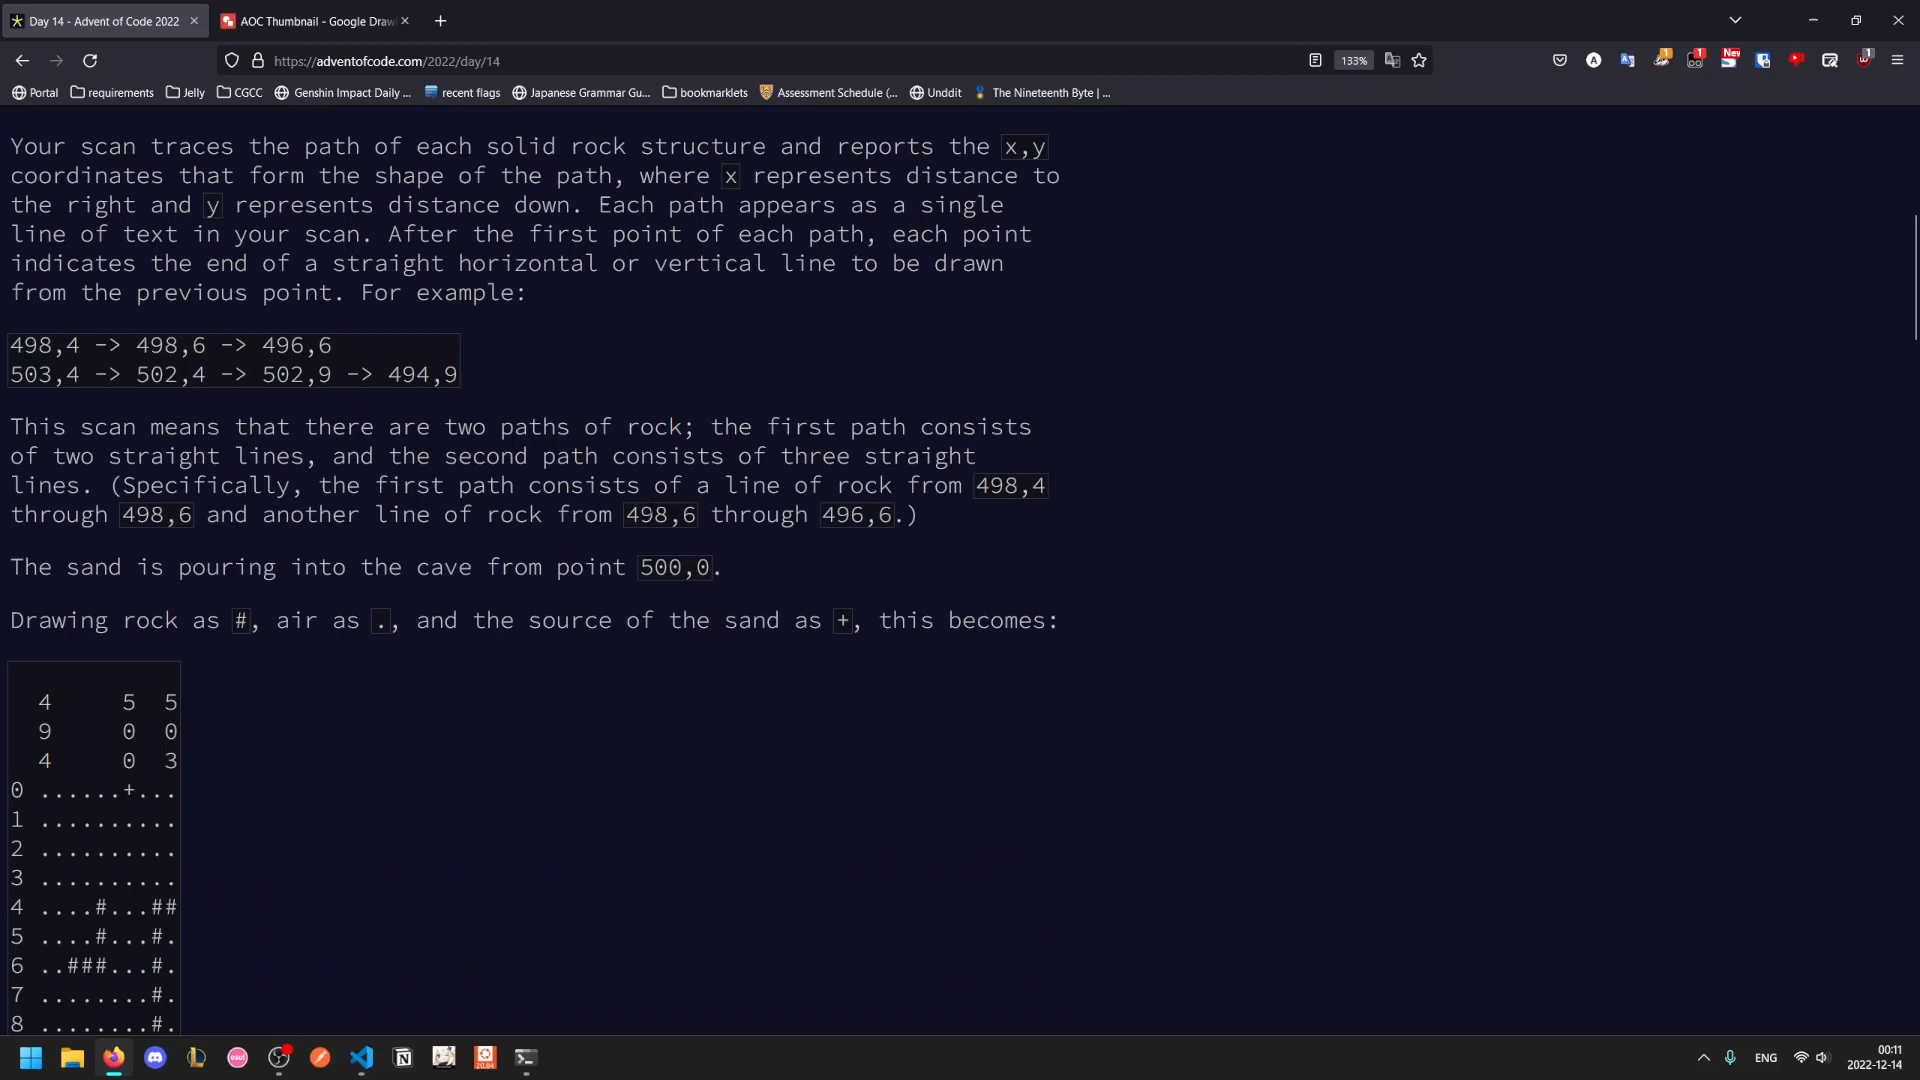 Day 14 - Advent of Code 2022
AOC Thumbnail - Google Draw
https://adventofcode.com/2022/day/14
133%
A
1
1
New
1
Portal
requirements
Jelly
CGCC
Genshin Impact Daily ...
recent flags
Japanese Grammar Gu...
bookmarklets
Assessment Schedule (...
Unddit
The Nineteenth Byte | ...
Your scan traces the path of each solid rock structure and reports the x,y
coordinates that form the shape of the path, where x represents distance to
the right and y represents distance down. Each path appears as a single
line of text in your scan. After the first point of each path, each point
indicates the end of a straight horizontal or vertical line to be drawn
from the previous point. For example:
498,4 -> 498,6 -> 496,6
503,4 -> 502,4 -> 502,9 -> 494,9
This scan means that there are two paths of rock; the first path consists
of two straight lines, and the second path consists of three straight
lines. (Specifically, the first path consists of a line of rock from 498,4
through 498,6 and another line of rock from 498,6 through 496,6.)
The sand is pouring into the cave from point 500,0.
Drawing rock as #, air as ., and the source of the sand as +, this becomes:
4     5  5
9     0  0
4     0  3
0 ......+...
1 ..........
2 ..........
3 ..........
4 ....#...##
5 ....#...#.
6 ..###...#.
7 ........#.
8 ........#.
osu!
20.04
ENG
00:11
2022-12-14